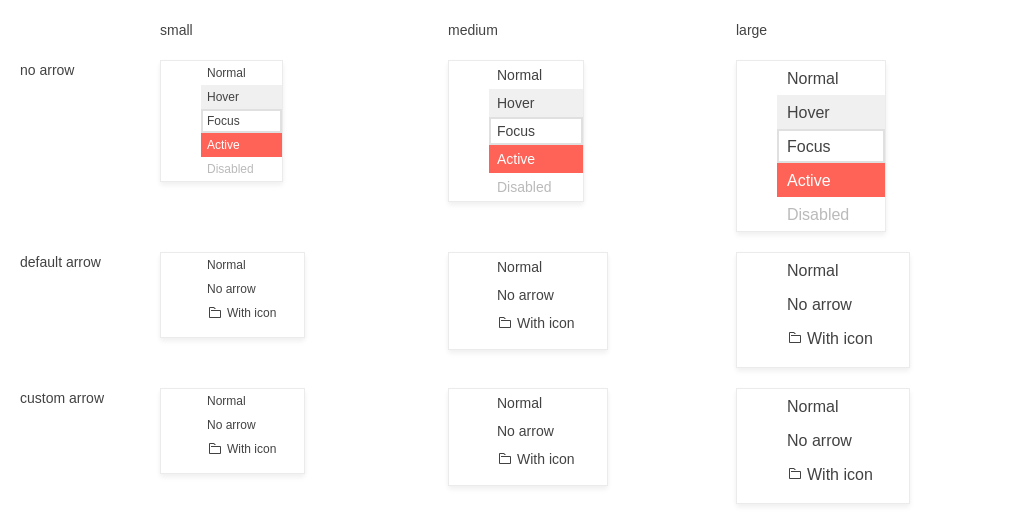 small
medium
large
no arrow
Normal
Hover
Focus
Active
Disabled
Normal
Hover
Focus
Active
Disabled
Normal
Hover
Focus
Active
Disabled
default arrow
Normal
No arrow
With icon
Normal
No arrow
With icon
Normal
No arrow
With icon
custom arrow
Normal
No arrow
With icon
Normal
No arrow
With icon
Normal
No arrow
With icon